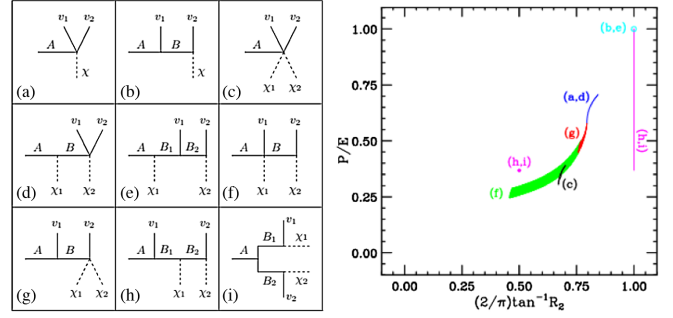 v₁ v₂ A χ (a)
v₁ v₂ A B χ (b)
v₁ v₂ A χ₁ χ₂ (c)
v₁ v₂ A B χ₁ χ₂ (d)
v₁ v₂ A B₁ B₂ χ₁ χ₂ (e)
v₁ v₂ A B χ₁ χ₂ (f)
v₁ v₂ A B χ₁ χ₂ (g)
v₁ v₂ A B₁ B₂ χ₁ χ₂ (h)
v₁ B₁ χ₁ A χ₂ B₂ v₂ (i)
P/E
1.00
0.75
0.50
0.25
0.00
(b,e)
(a,d)
(g)
(h,i)
(h,i)
(f)
(c)
0.00 0.25 0.50 0.75 1.00
(2/π)tan⁻¹R₂